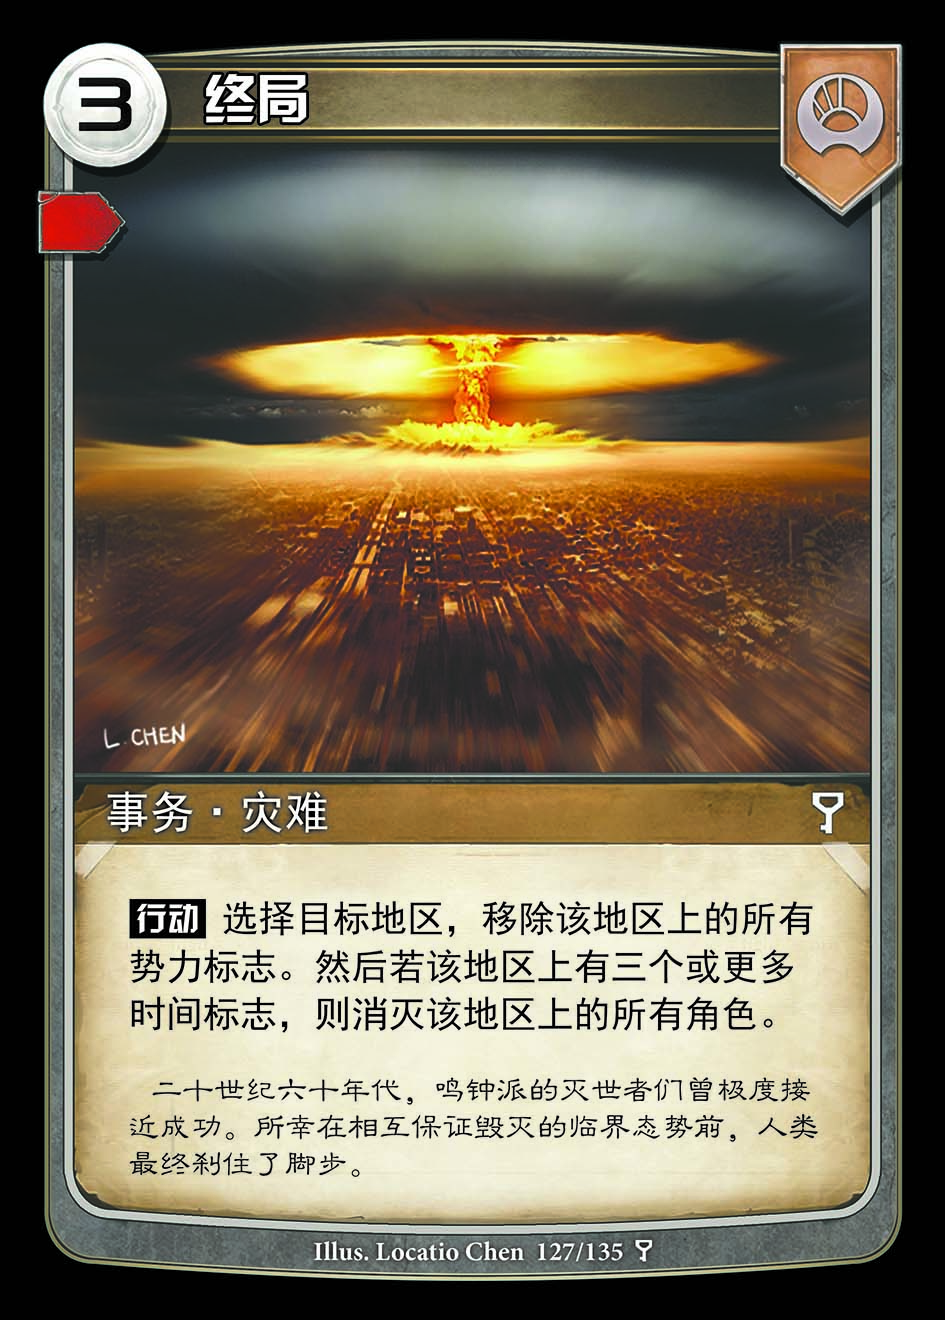 3
终局
L.CHEN
事务·灾难
行动 选择目标地区，移除该地区上的所有
势力标志。然后若该地区上有三个或更多
时间标志，则消灭该地区上的所有角色。
二十世纪六十年代，鸣钟派的灭世者们曾极度接
近成功。所幸在相互保证毁灭的临界态势前，人类
最终刹住了脚步。
Illus. Locatio Chen 127/135